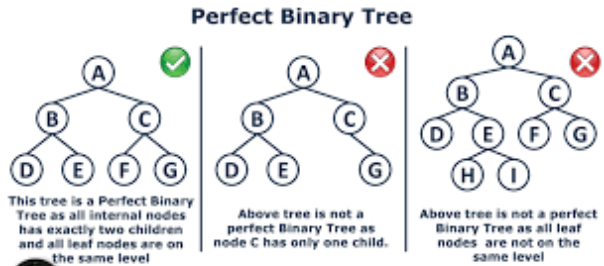 Perfect Binary Tree
A
B C
D E F G
This tree is a Perfect Binary
Tree as all internal nodes
has exactly two children
and all leaf nodes are on
the same level
A
B C
D E G
Above tree is not a
perfect Binary Tree as
node C has only one child.
A
B C
D E F G
H I
Above tree is not a perfect
Binary Tree as all leaf
nodes are not on the
same level